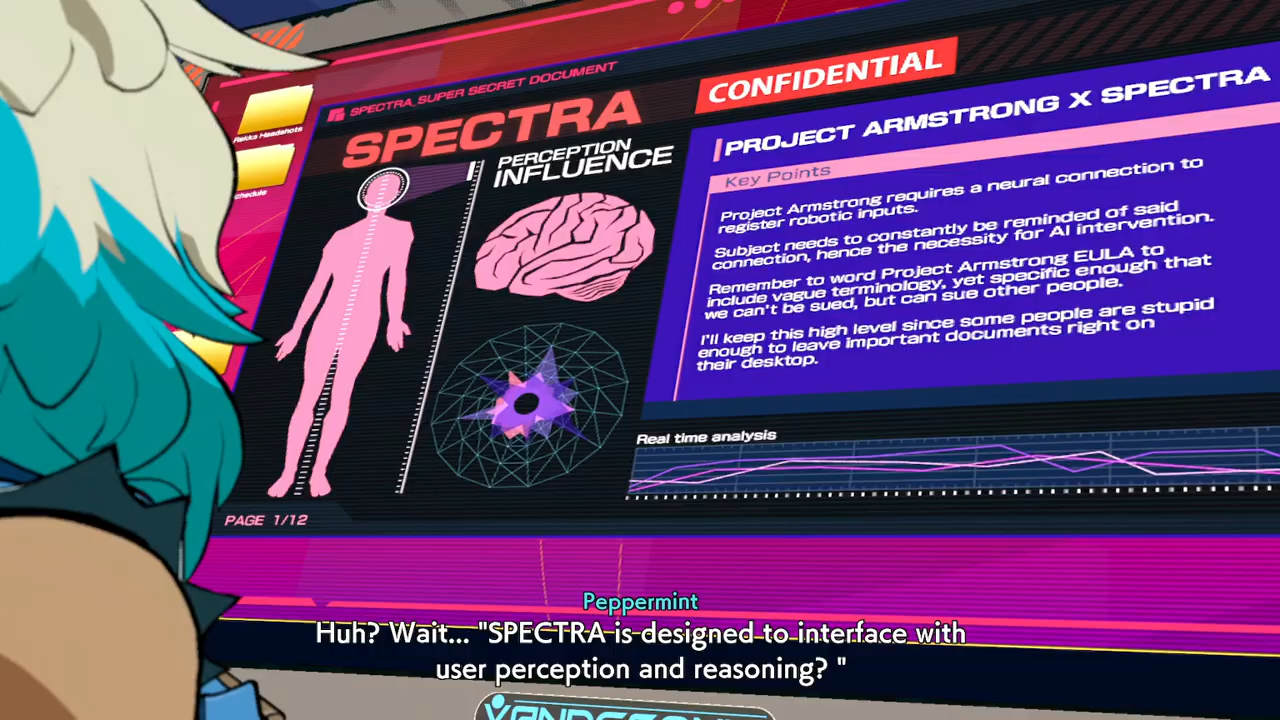 SPECTRA_SUPER SECRET DOCUMENT
CONFIDENTIAL
SPECTRA
PERCEPTION
INFLUENCE
Rekka Headshots
chedule
PROJECT ARMSTRONG X SPECTRA
Key Points
Project Armstrong requires a neural connection to
register robotic inputs.
Subject needs to constantly be reminded of said
connection, hence the necessity for AI intervention.
Remember to word Project Armstrong EULA to
include vague terminology, yet specific enough that
we can't be sued, but can sue other people.
I'll keep this high level since some people are stupid
enough to leave important documents right on
their desktop.
Real time analysis
PAGE 1/12
Peppermint
Huh? Wait... "SPECTRA is designed to interface with
user perception and reasoning? "